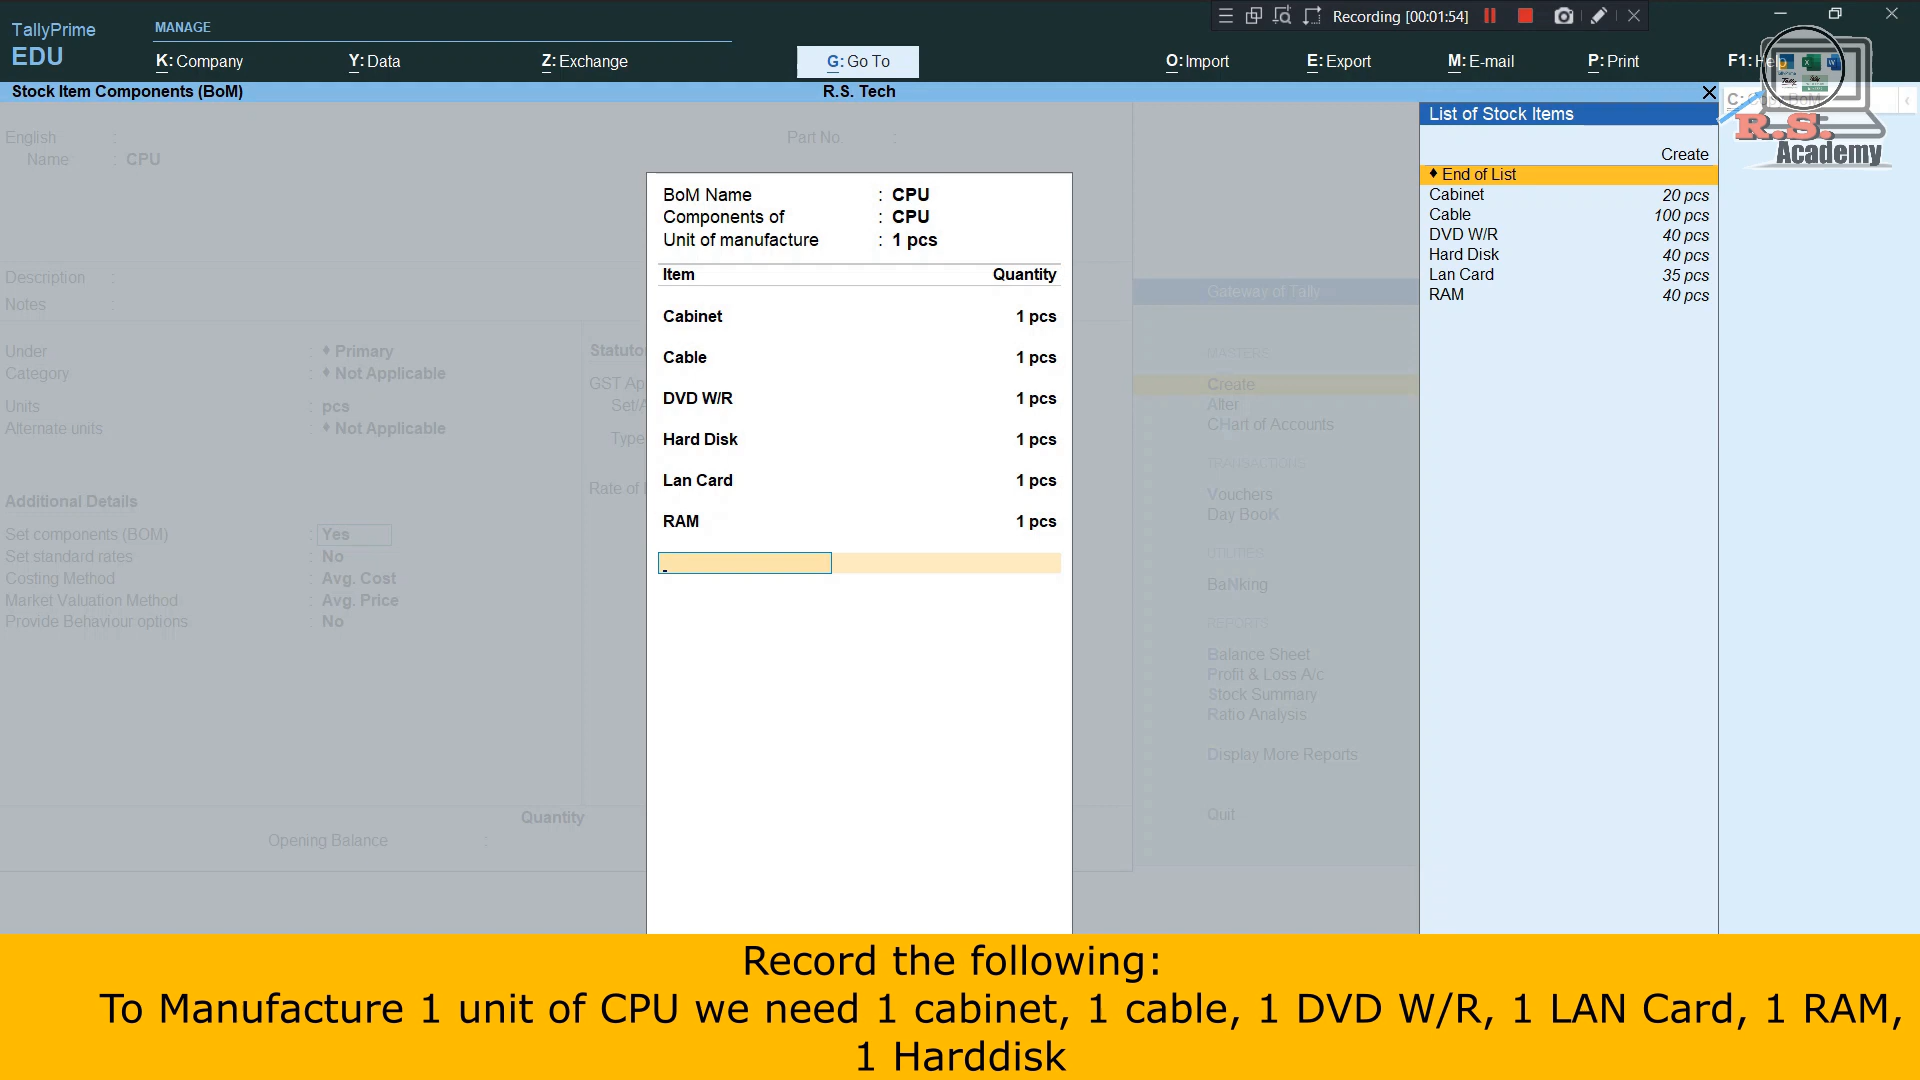 TallyPrime
EDU
MANAGE
K: Company
Y: Data
Z: Exchange
G: Go To
O: Import
E: Export
M: E-mail
P: Print
F1: Help
Recording [00:01:54]
Stock Item Components (BoM)
R.S. Tech
R.S.
Academy
English :
Name : CPU
Part No. :
Description :
Notes :
Under : ♦ Primary
Category : ♦ Not Applicable
Units : pcs
Alternate units : ♦ Not Applicable
Additional Details
Set components (BOM) : Yes
Set standard rates : No
Costing Method : Avg. Cost
Market Valuation Method : Avg. Price
Provide Behaviour options : No
Quantity
Opening Balance :
BoM Name : CPU
Components of : CPU
Unit of manufacture : 1 pcs
Item Quantity
Cabinet 1 pcs
Cable 1 pcs
DVD W/R 1 pcs
Hard Disk 1 pcs
Lan Card 1 pcs
RAM 1 pcs
Gateway of Tally
MASTERS
Create
Alter
CHart of Accounts
TRANSACTIONS
Vouchers
Day BooK
UTILITIES
BaNking
REPORTS
Balance Sheet
Profit & Loss A/c
Stock Summary
Ratio Analysis
Display More Reports
Quit
List of Stock Items
Create
♦ End of List
Cabinet 20 pcs
Cable 100 pcs
DVD W/R 40 pcs
Hard Disk 40 pcs
Lan Card 35 pcs
RAM 40 pcs
Record the following:
To Manufacture 1 unit of CPU we need 1 cabinet, 1 cable, 1 DVD W/R, 1 LAN Card, 1 RAM,
1 Harddisk